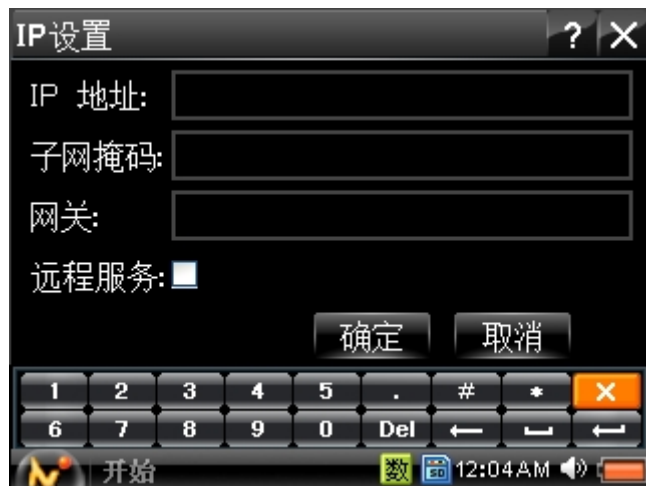 IP设置 ? X
IP 地址:
子网掩码:
网关:
远程服务:
确定 取消
1 2 3 4 5 . # * X
6 7 8 9 0 Del
开始 数 SD 12:04AM